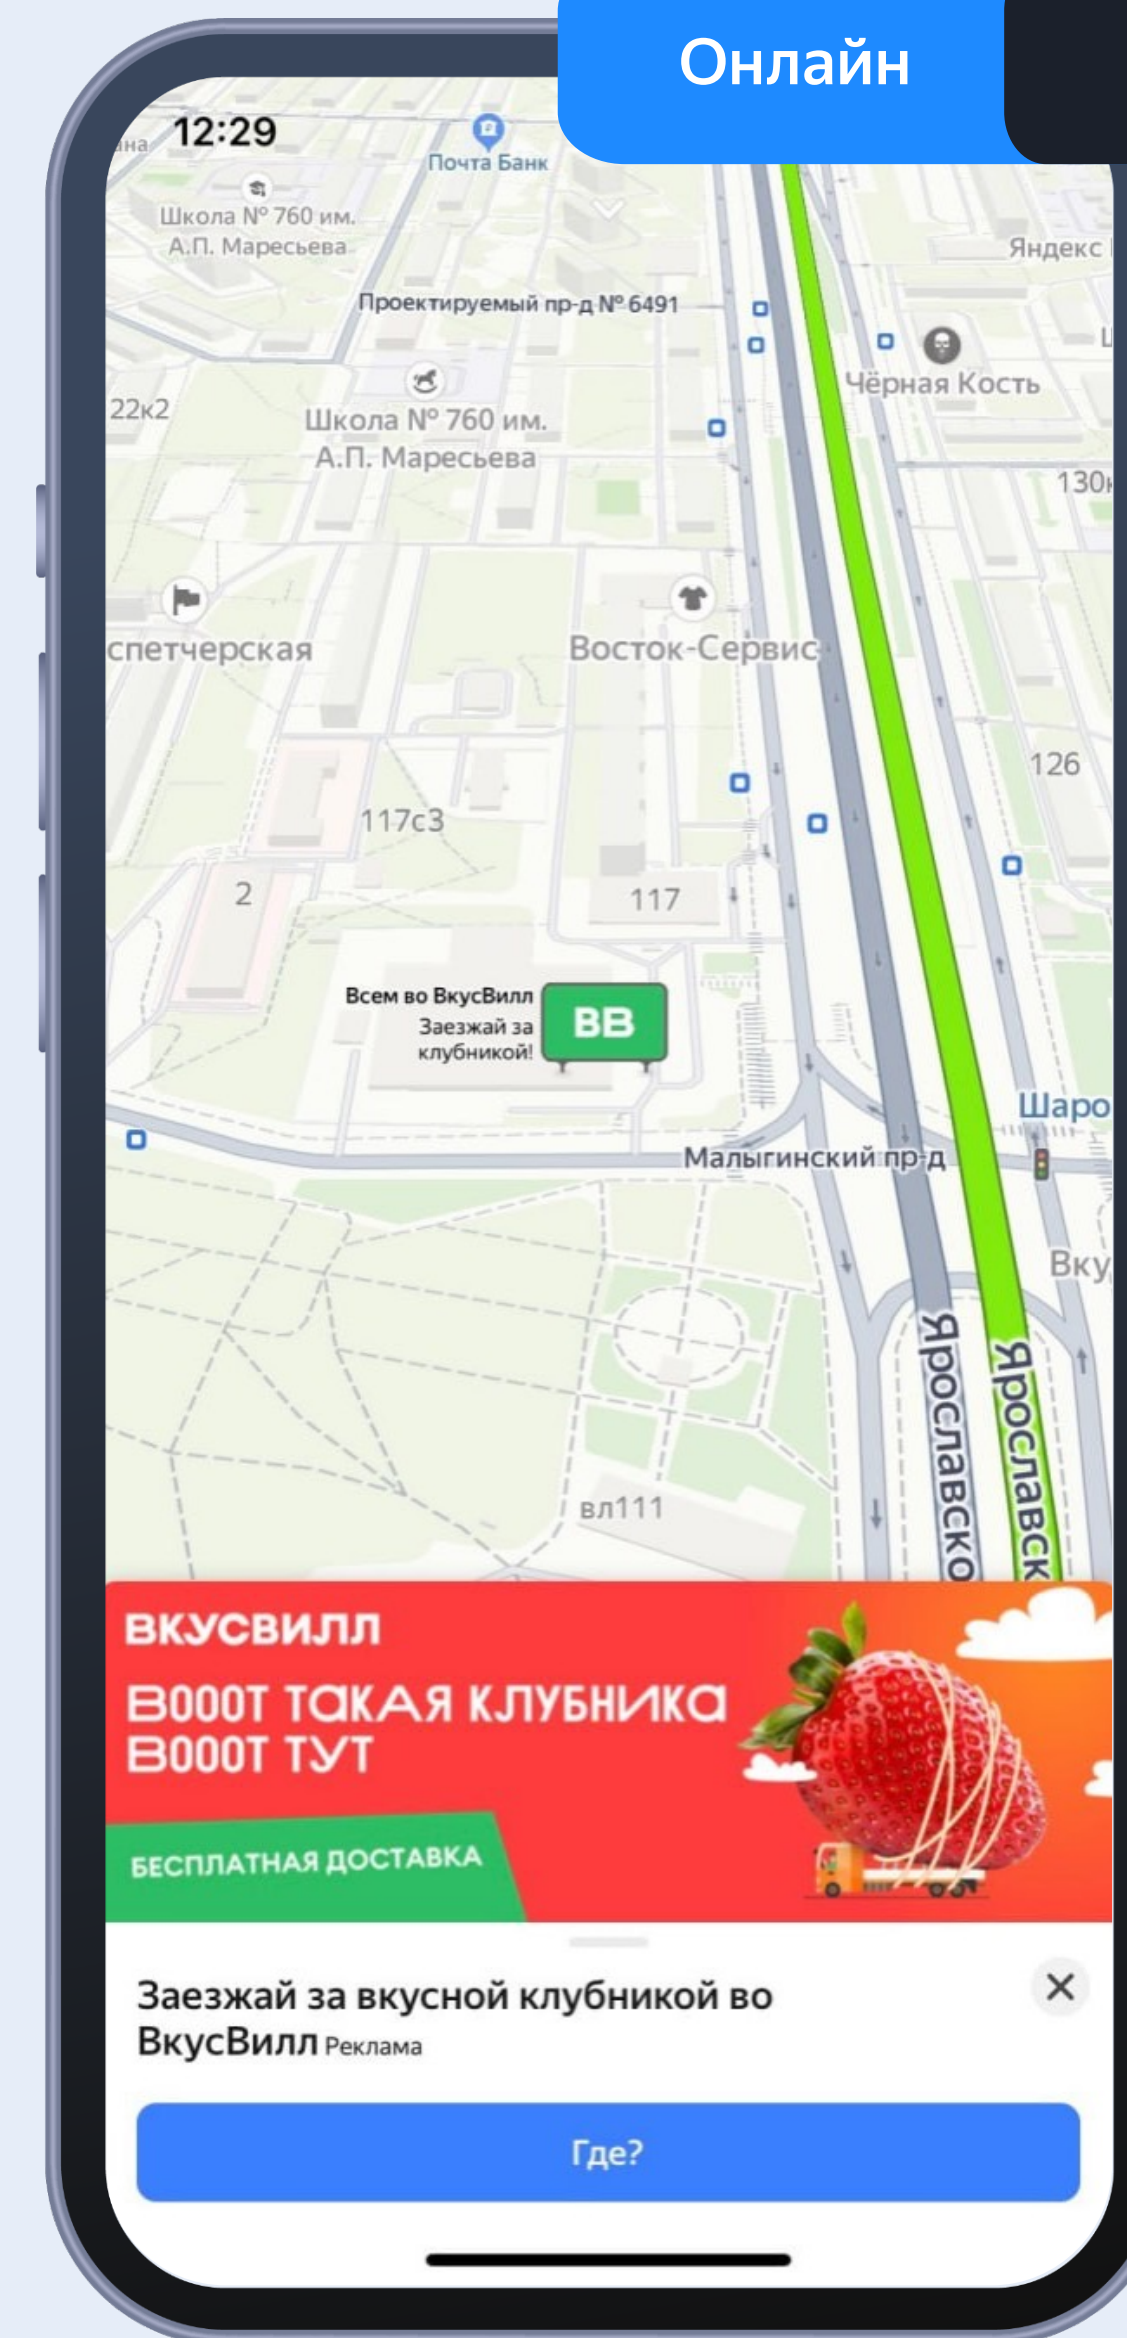 Онлайн
12:29
Почта Банк
Школа № 760 им.
А.П. Маресьева
Яндекс
Проектируемый пр-д № 6491
Чёрная Кость
22к2
Школа № 760 им.
А.П. Маресьева
130к
спетчерская
Восток-Сервис
126
117с3
2
117
Всем во ВкусВилл
Заезжай за
клубникой!
ВВ
Шаро
Малыгинский пр-д
Вку
Ярославско
Ярославск
вл111
ВКУСВИЛЛ
ВОООТ ТАКАЯ КЛУБНИКА
ВОООТ ТУТ
БЕСПЛАТНАЯ ДОСТАВКА
Заезжай за вкусной клубникой во
ВкусВилл Реклама
Где?